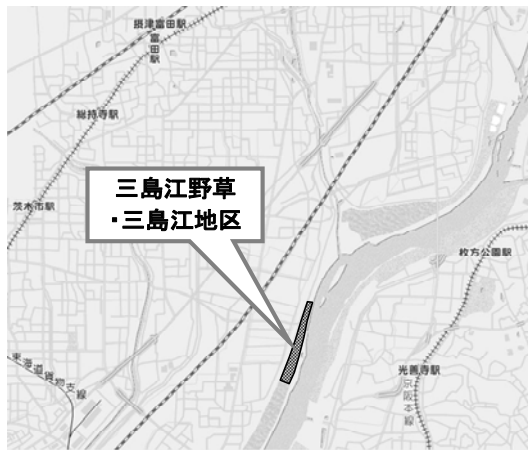 摂津富田駅
富田駅
総持寺駅
三島江野草
・三島江地区
茨木市駅
枚方公園駅
東海道貨物支線
光善寺駅
京阪本線